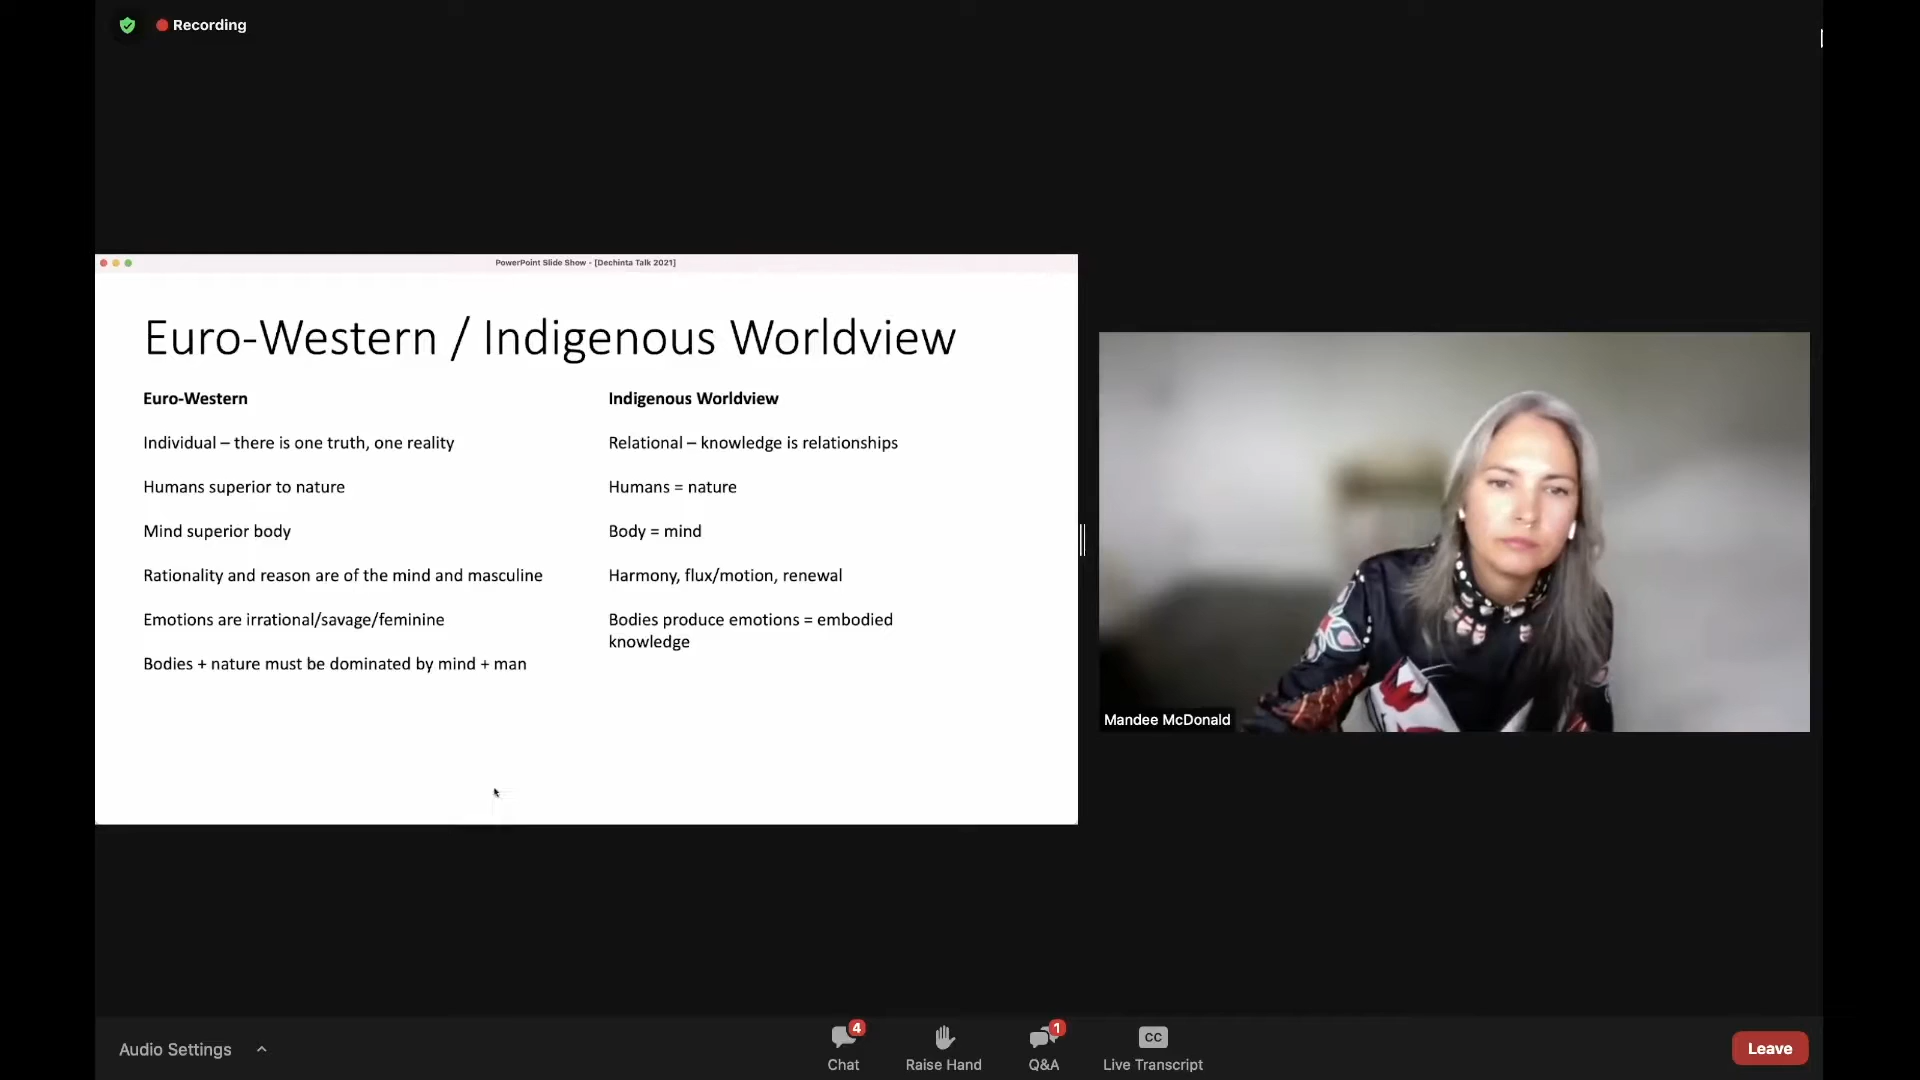 Recording
PowerPoint Slide Show - [Dechinta Talk 2021]
Euro-Western / Indigenous Worldview
Euro-Western
Individual – there is one truth, one reality
Humans superior to nature
Mind superior body
Rationality and reason are of the mind and masculine
Emotions are irrational/savage/feminine
Bodies + nature must be dominated by mind + man
Indigenous Worldview
Relational – knowledge is relationships
Humans = nature
Body = mind
Harmony, flux/motion, renewal
Bodies produce emotions = embodied
knowledge
Mandee McDonald
Audio Settings
4
Chat
Raise Hand
1
Q&A
CC
Live Transcript
Leave